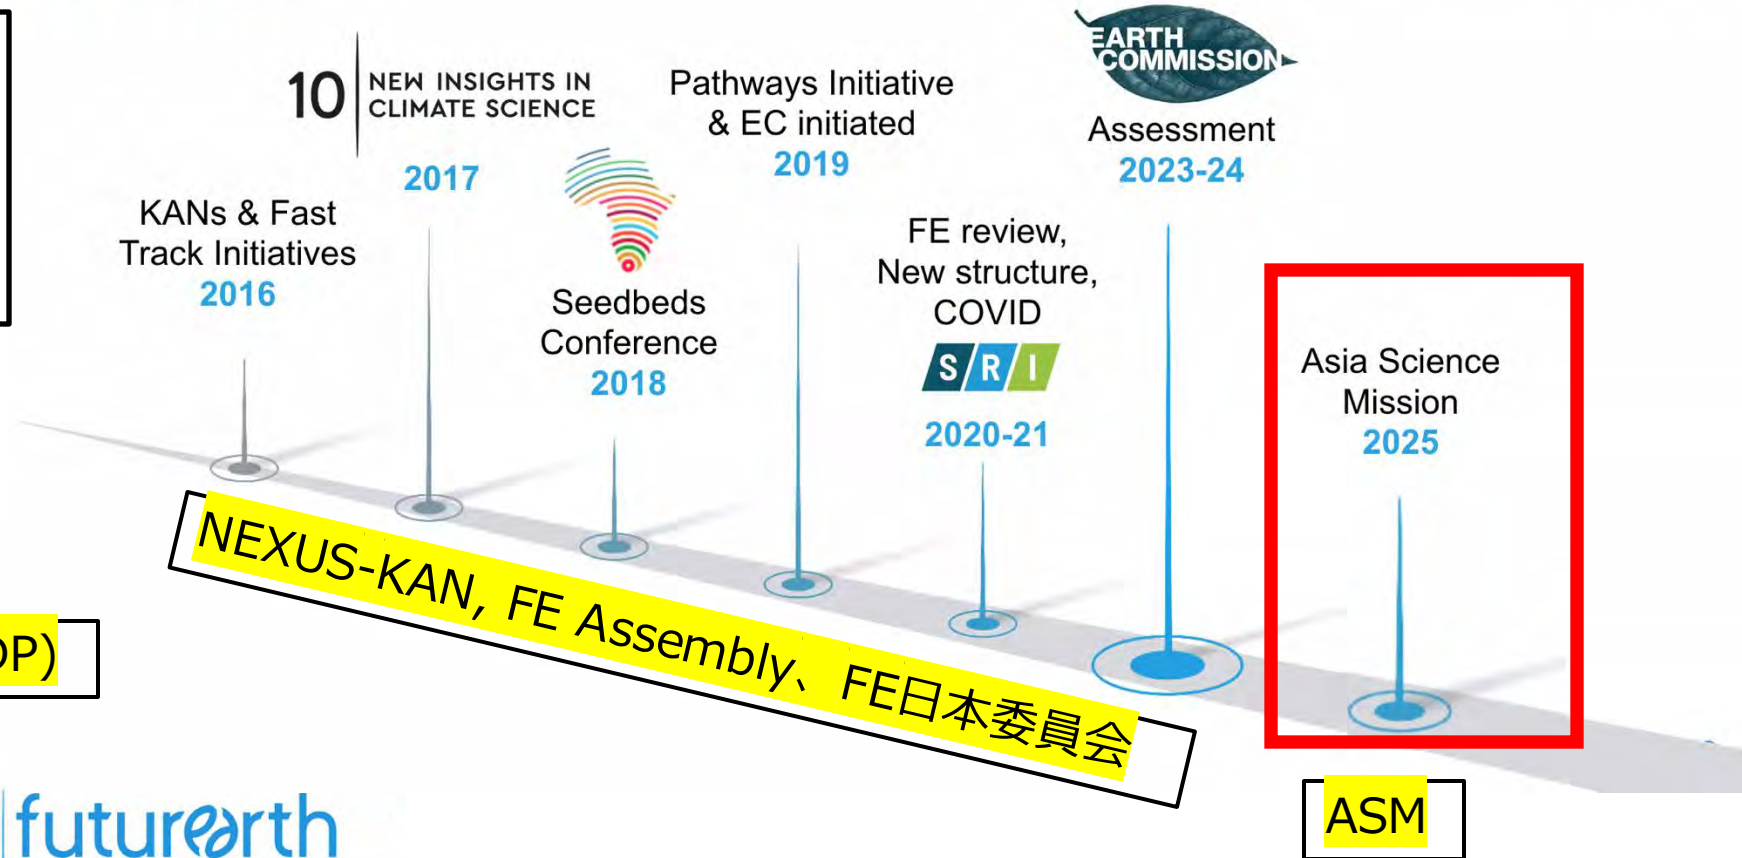 10
NEW INSIGHTS IN
CLIMATE SCIENCE
2017
KANs & Fast
Track Initiatives
2016
Seedbeds
Conference
2018
Pathways Initiative
& EC initiated
2019
FE review,
New structure,
COVID
SRI
2020-21
EARTH
COMMISSION
Assessment
2023-24
Asia Science
Mission
2025
NEXUS-KAN, FE Assembly、FE日本委員会
DP)
ASM
futurearth